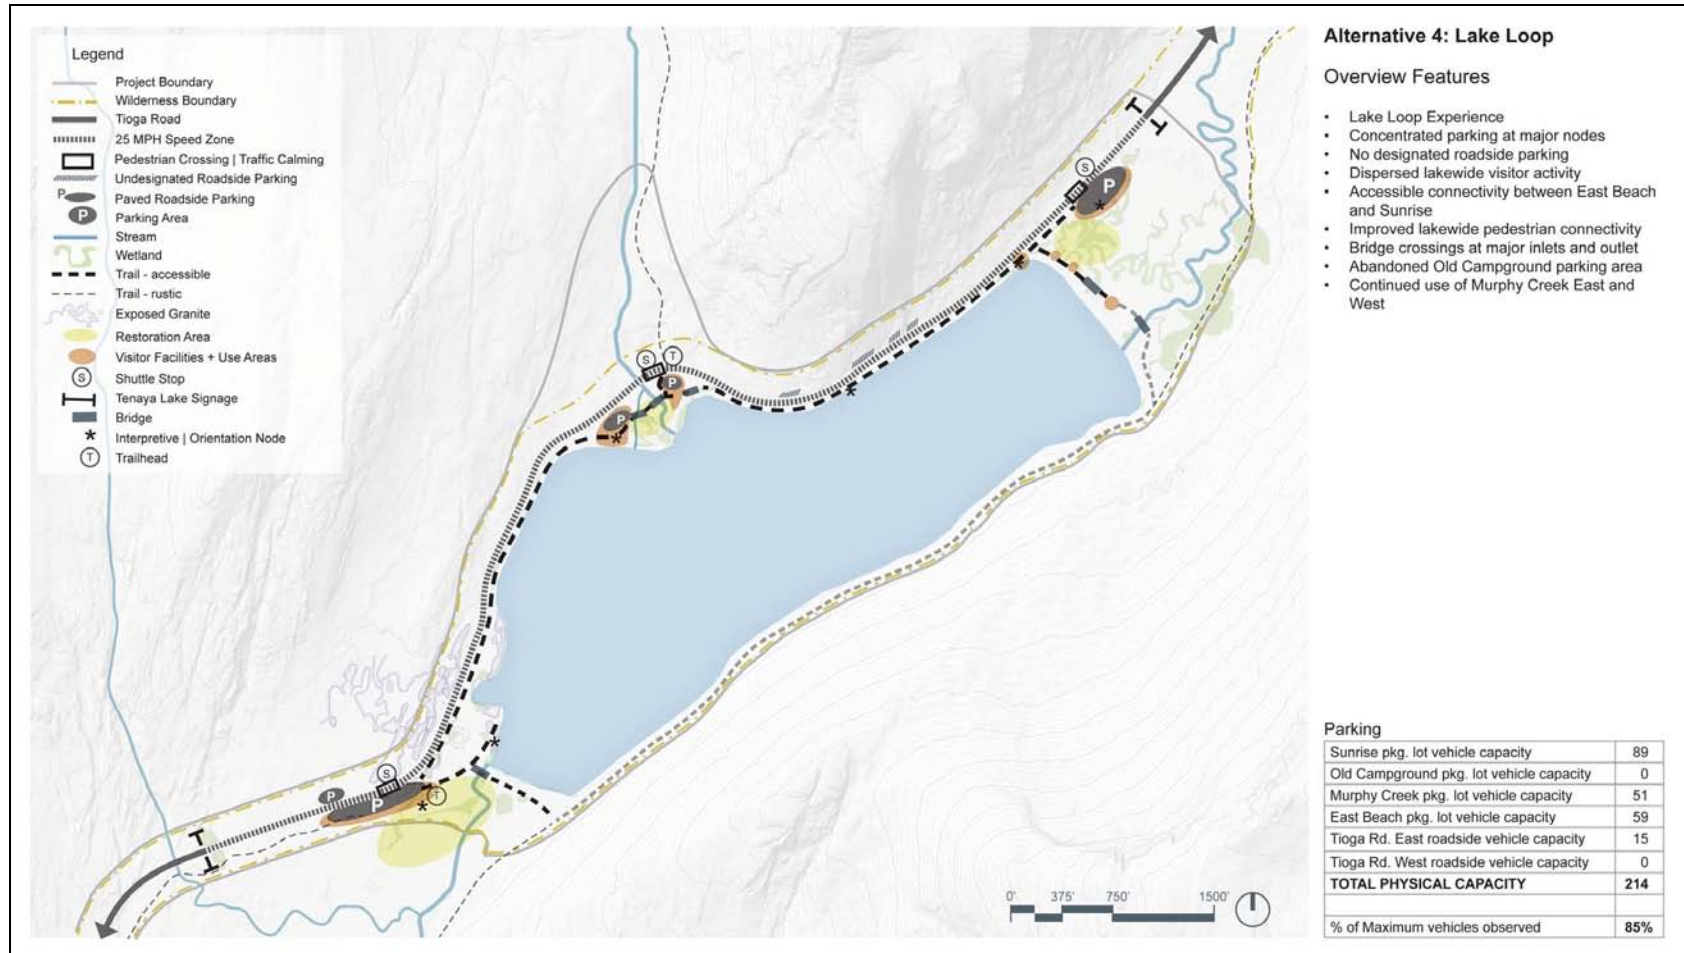 Legend
Project Boundary
Wilderness Boundary
Tioga Road
25 MPH Speed Zone
Pedestrian Crossing | Traffic Calming
Undesignated Roadside Parking
P Paved Roadside Parking
P Parking Area
Stream
Wetland
Trail - accessible
Trail - rustic
Exposed Granite
Restoration Area
Visitor Facilities + Use Areas
S Shuttle Stop
Tenaya Lake Signage
Bridge
* Interpretive | Orientation Node
T Trailhead
S
P
S T
P
P
S
P
P
T
0' 375' 750' 1500'
Alternative 4: Lake Loop
Overview Features
• Lake Loop Experience
• Concentrated parking at major nodes
• No designated roadside parking
• Dispersed lakewide visitor activity
• Accessible connectivity between East Beach
and Sunrise
• Improved lakewide pedestrian connectivity
• Bridge crossings at major inlets and outlet
• Abandoned Old Campground parking area
• Continued use of Murphy Creek East and
West
Parking
Sunrise pkg. lot vehicle capacity 89
Old Campground pkg. lot vehicle capacity 0
Murphy Creek pkg. lot vehicle capacity 51
East Beach pkg. lot vehicle capacity 59
Tioga Rd. East roadside vehicle capacity 15
Tioga Rd. West roadside vehicle capacity 0
TOTAL PHYSICAL CAPACITY 214
% of Maximum vehicles observed 85%